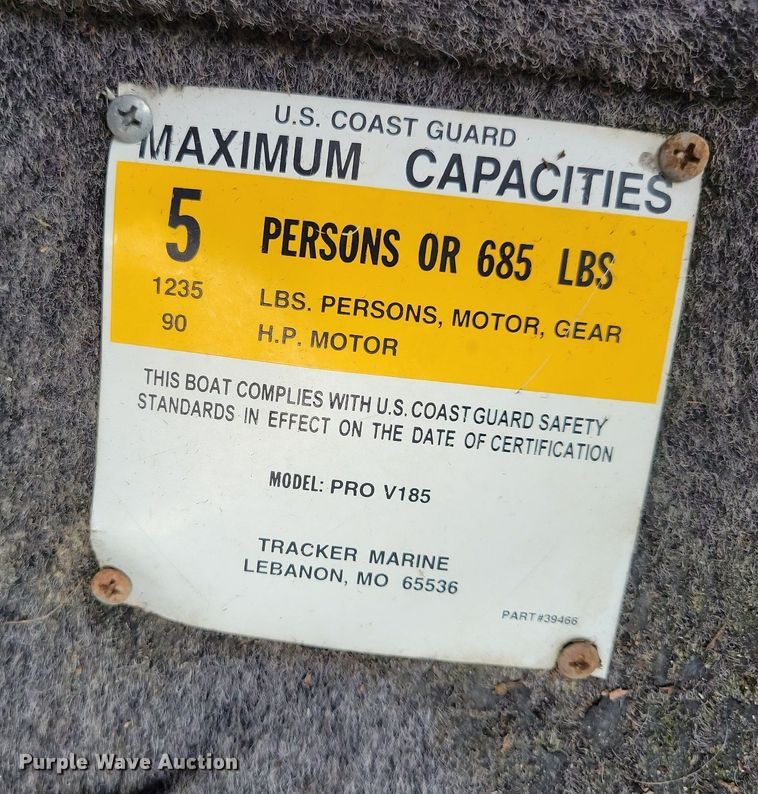 U.S. COAST GUARD
MAXIMUM CAPACITIES
5 PERSONS OR 685 LBS
1235 LBS. PERSONS, MOTOR, GEAR
90 H.P. MOTOR
THIS BOAT COMPLIES WITH U.S. COAST GUARD SAFETY
STANDARDS IN EFFECT ON THE DATE OF CERTIFICATION
MODEL: PRO V185
TRACKER MARINE
LEBANON, MO 65536
PART#39466
Purple Wave Auction